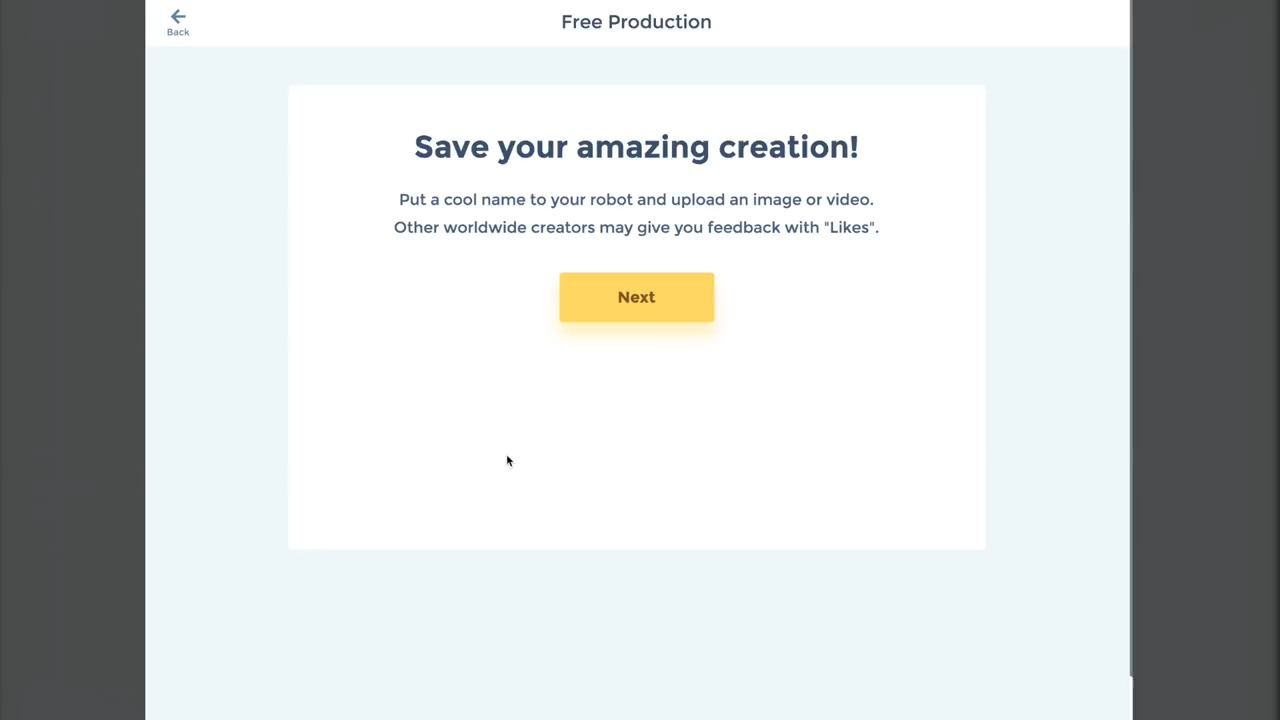 Free Production
Back
Save your amazing creation!
Put a cool name to your robot and upload an image or video.
Other worldwide creators may give you feedback with "Likes".
Next